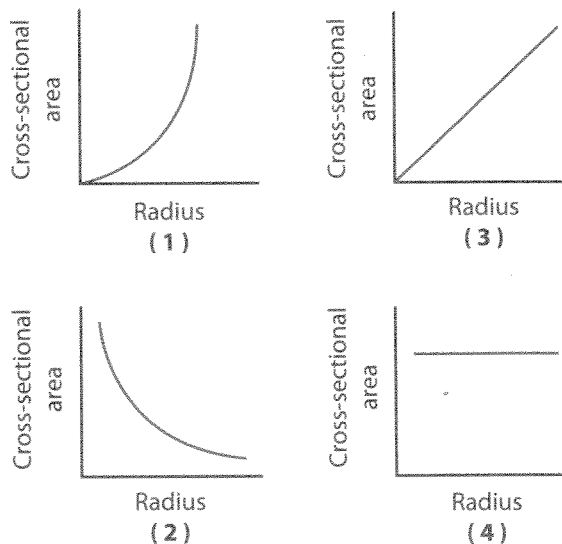 Cross-sectional
area
Radius
(1)
Cross-sectional
area
Radius
(3)
Cross-sectional
area
Radius
(2)
Cross-sectional
area
Radius
(4)